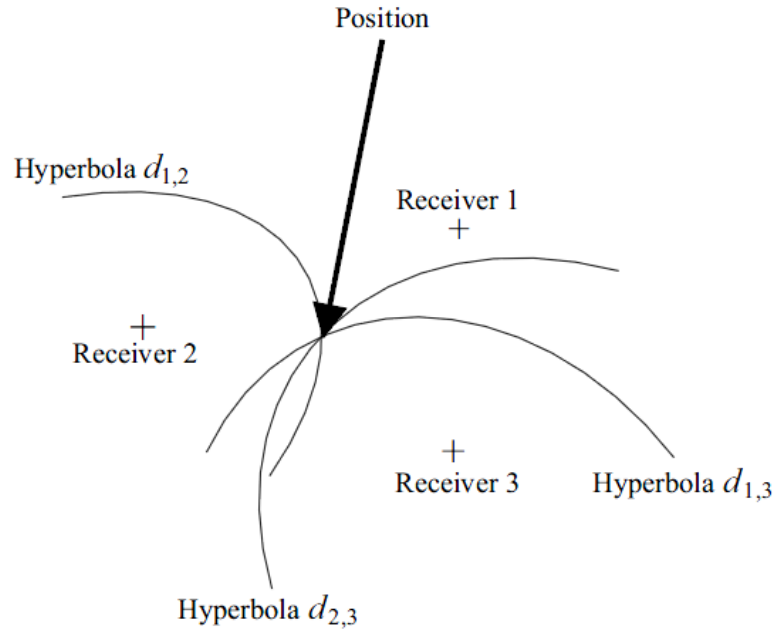 Position
Hyperbola d1,2
Receiver 1
Receiver 2
Receiver 3
Hyperbola d1,3
Hyperbola d2,3